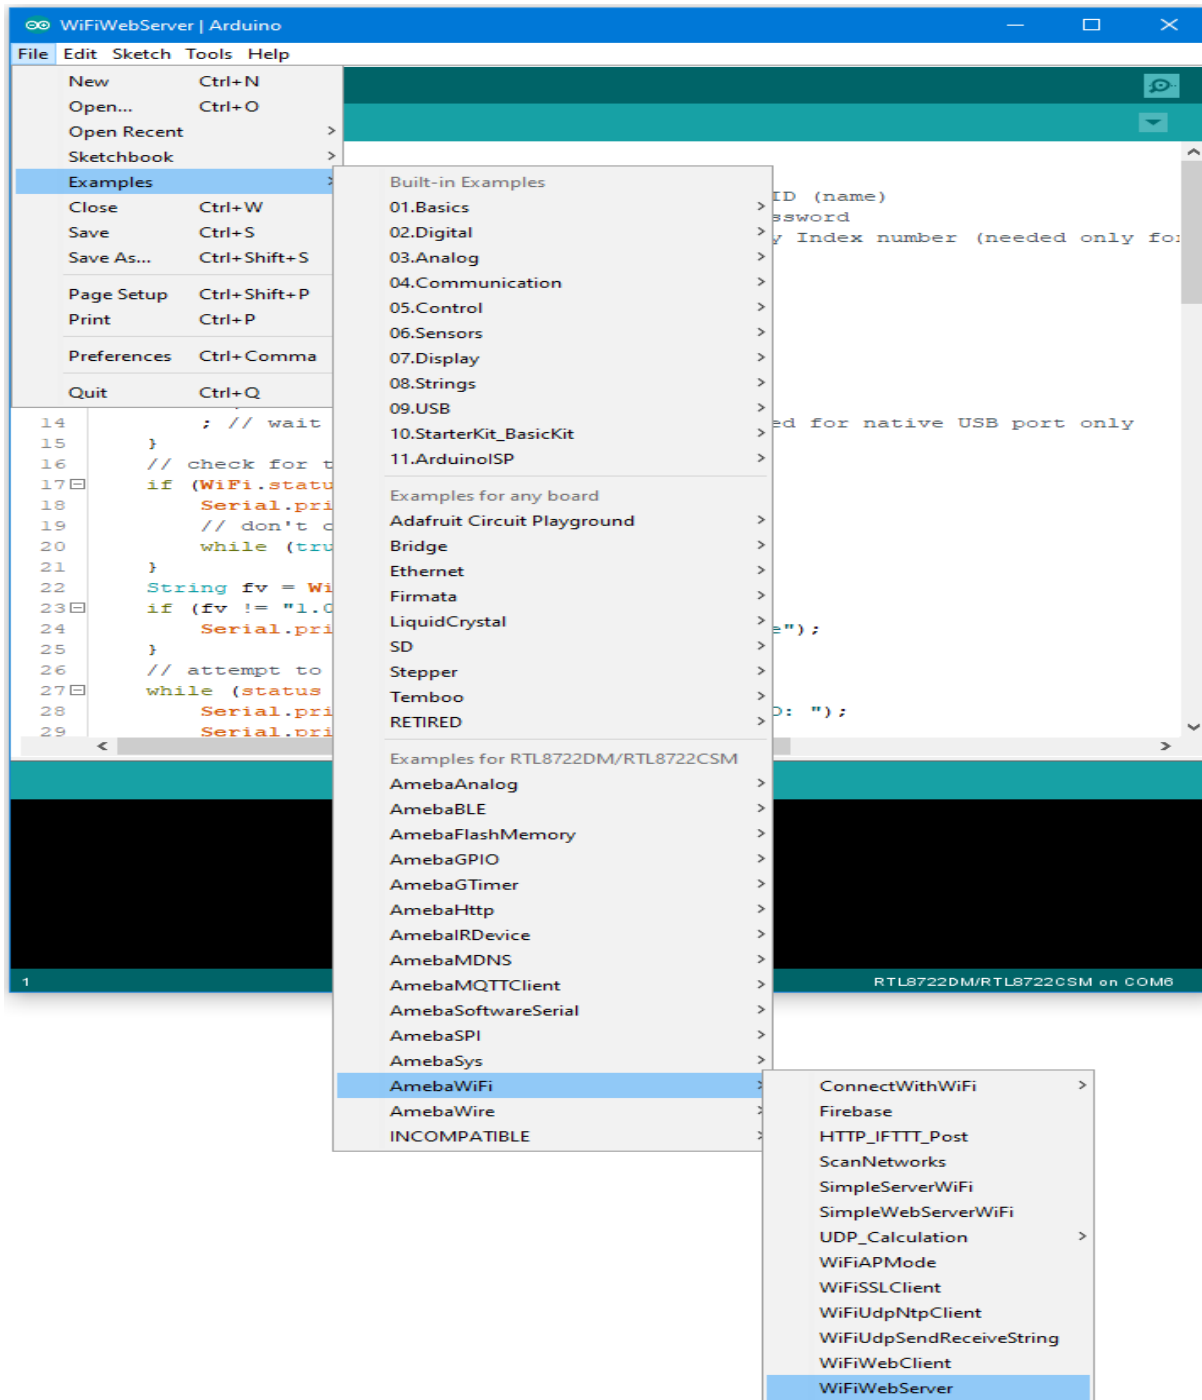 WiFiWebServer | Arduino
File Edit Sketch Tools Help
New Ctrl+N
Open... Ctrl+O
Open Recent
Sketchbook
Examples
Close Ctrl+W
Save Ctrl+S
Save As... Ctrl+Shift+S
Page Setup Ctrl+Shift+P
Print Ctrl+P
Preferences Ctrl+Comma
Quit Ctrl+Q
Built-in Examples
01.Basics
02.Digital
03.Analog
04.Communication
05.Control
06.Sensors
07.Display
08.Strings
09.USB
10.StarterKit_BasicKit
11.ArduinoISP
Examples for any board
Adafruit Circuit Playground
Bridge
Ethernet
Firmata
LiquidCrystal
SD
Stepper
Temboo
RETIRED
Examples for RTL8722DM/RTL8722CSM
AmebaAnalog
AmebaBLE
AmebaFlashMemory
AmebaGPIO
AmebaGTimer
AmebaHttp
AmebaIRDevice
AmebaMDNS
AmebaMQTTClient
AmebaSoftwareSerial
AmebaSPI
AmebaSys
AmebaWiFi
AmebaWire
INCOMPATIBLE
ConnectWithWiFi
Firebase
HTTP_IFTTT_Post
ScanNetworks
SimpleServerWiFi
SimpleWebServerWiFi
UDP_Calculation
WiFiAPMode
WiFiSSLClient
WiFiUdpNtpClient
WiFiUdpSendReceiveString
WiFiWebClient
WiFiWebServer
ID (name)
ssword
y Index number (needed only for
14 ; // wait ed for native USB port only
15 }
16 // check for t
17 if (WiFi.statu
18 Serial.pri
19 // don't c
20 while (tru
21 }
22 String fv = Wi
23 if (fv != "1.0
24 Serial.pri e");
25 }
26 // attempt to
27 while (status
28 Serial.pri D: ");
29 Serial.pri
1 RTL8722DM/RTL8722CSM on COM6